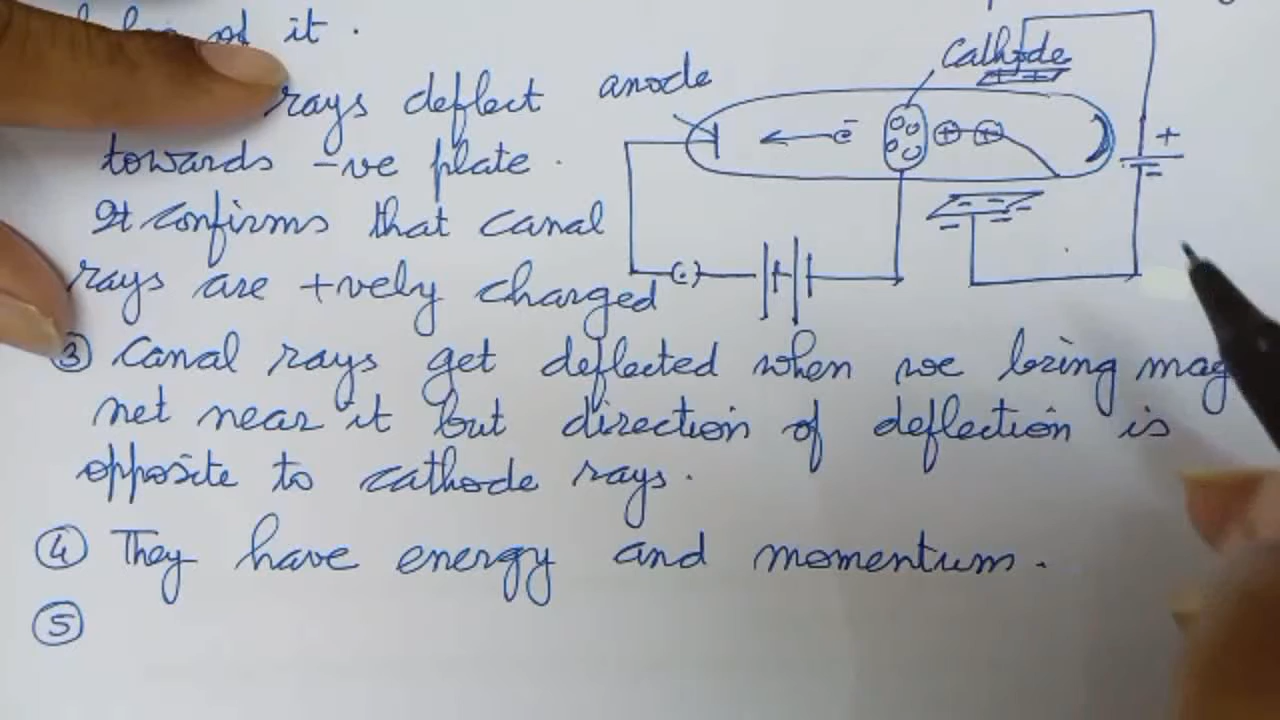 of it.
rays deflect
towards -ve plate.
It confirms that canal
rays are +vely charged
anode
Cathode
e⁻
+
③ Canal rays get deflected when we bring mag
net near it but direction of deflection is
opposite to cathode rays.
④ They have energy and momentum.
⑤